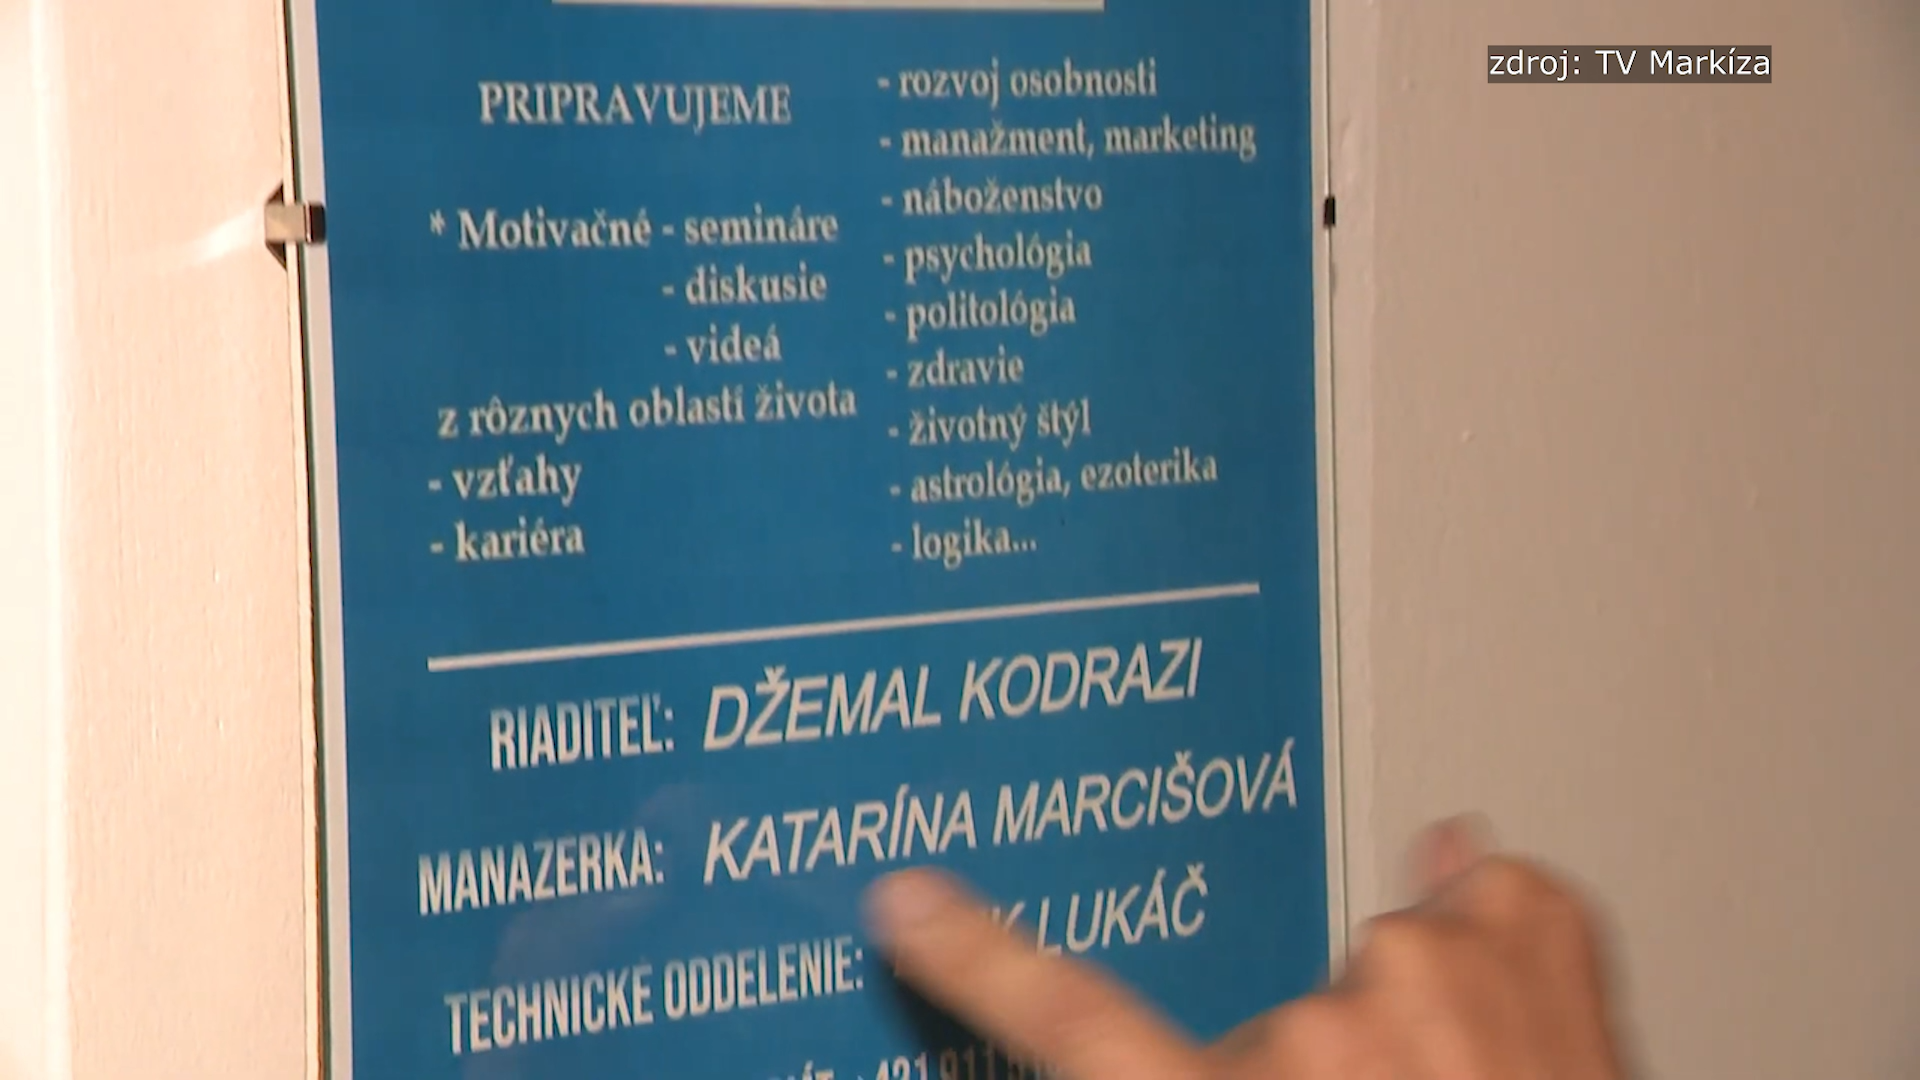 zdroj: TV Markíza
PRIPRAVUJEME
* Motivačné - semináre
- diskusie
- videá
z rôznych oblastí života
- vzťahy
- kariéra
- rozvoj osobnosti
- manažment, marketing
- náboženstvo
- psychológia
- politológia
- zdravie
- životný štýl
- astrológia, ezoterika
- logika...
RIADITEĽ: DŽEMAL KODRAZI
MANAZERKA: KATARÍNA MARCIŠOVÁ
TECHNICKÉ ODDELENIE: LUKÁČ